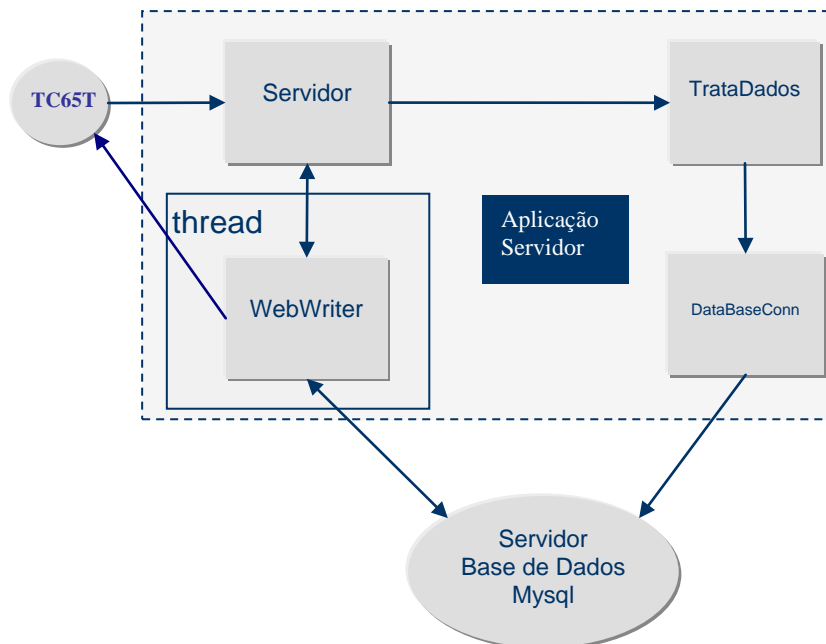 TC65T
Servidor
TrataDados
thread
Aplicação
Servidor
WebWriter
DataBaseConn
Servidor
Base de Dados
Mysql